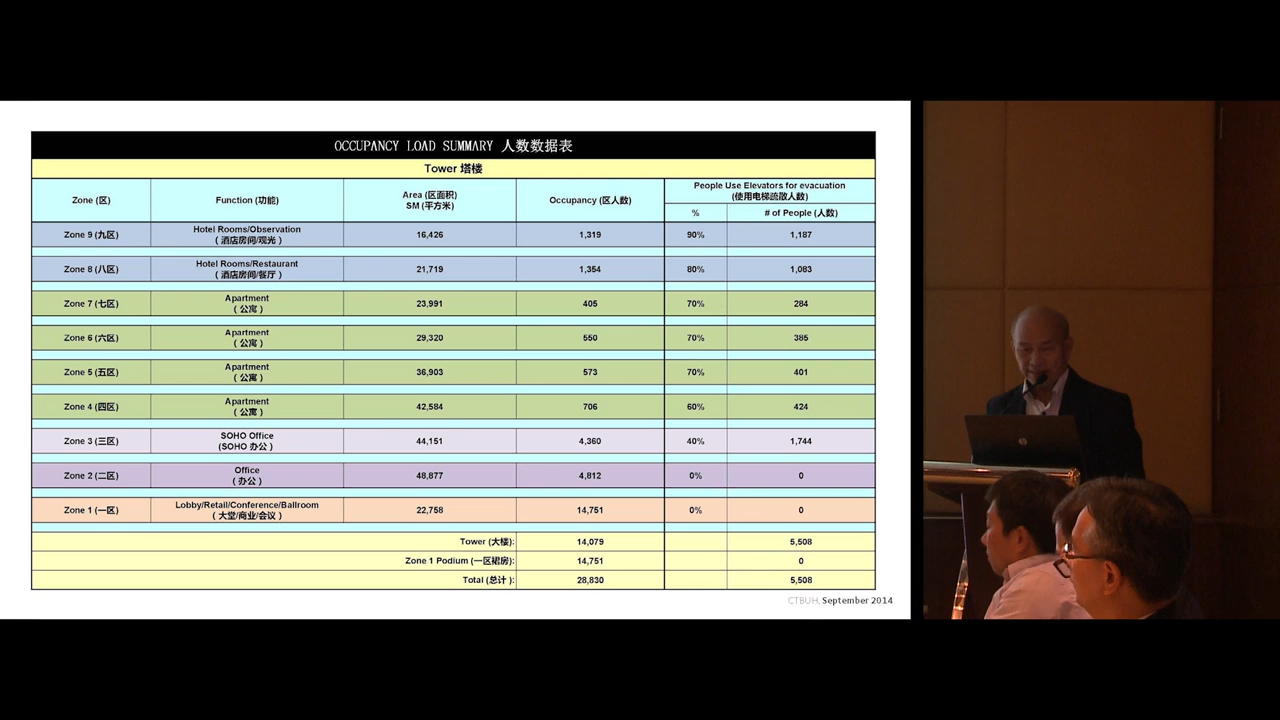 OCCUPANCY LOAD SUMMARY 人数数据表
Tower 塔楼
Zone (区)
Function (功能)
Area (区面积)
SM (平方米)
Occupancy (区人数)
People Use Elevators for evacuation
(使用电梯疏散人数)
%
# of People (人数)
Zone 9 (九区)
Hotel Rooms/Observation
( 酒店房间/观光 )
16,426
1,319
90%
1,187
Zone 8 (八区)
Hotel Rooms/Restaurant
( 酒店房间/餐厅 )
21,719
1,354
80%
1,083
Zone 7 (七区)
Apartment
( 公寓 )
23,991
405
70%
284
Zone 6 (六区)
Apartment
( 公寓 )
29,320
550
70%
385
Zone 5 (五区)
Apartment
( 公寓 )
36,903
573
70%
401
Zone 4 (四区)
Apartment
( 公寓 )
42,584
706
60%
424
Zone 3 (三区)
SOHO Office
(SOHO 办公)
44,151
4,360
40%
1,744
Zone 2 (二区)
Office
( 办公 )
48,877
4,812
0%
0
Zone 1 (一区)
Lobby/Retail/Conference/Ballroom
( 大堂/商业/会议 )
22,758
14,751
0%
0
Tower (大楼):
14,079
5,508
Zone 1 Podium (一区裙房):
14,751
0
Total (总计 ):
28,830
5,508
CTBUH, September 2014
hp